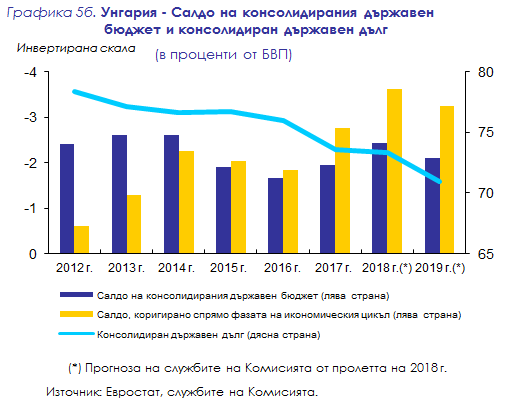 Графика 5б. Унгария - Салдо на консолидирания държавен
бюджет и консолидиран държавен дълг
Инвертирана скала
(в проценти от БВП)
-4
-3
-2
-1
0
80
75
70
65
2012 г. 2013 г. 2014 г. 2015 г. 2016 г. 2017 г. 2018 г.(*) 2019 г.(*)
Салдо на консолидирания държавен бюджет (лява страна)
Салдо, коригирано спрямо фазата на икономическия цикъл (лява страна)
Консолидиран държавен дълг (дясна страна)
(*) Прогноза на службите на Комисията от пролетта на 2018 г.
Източник: Евростат, службите на Комисията.